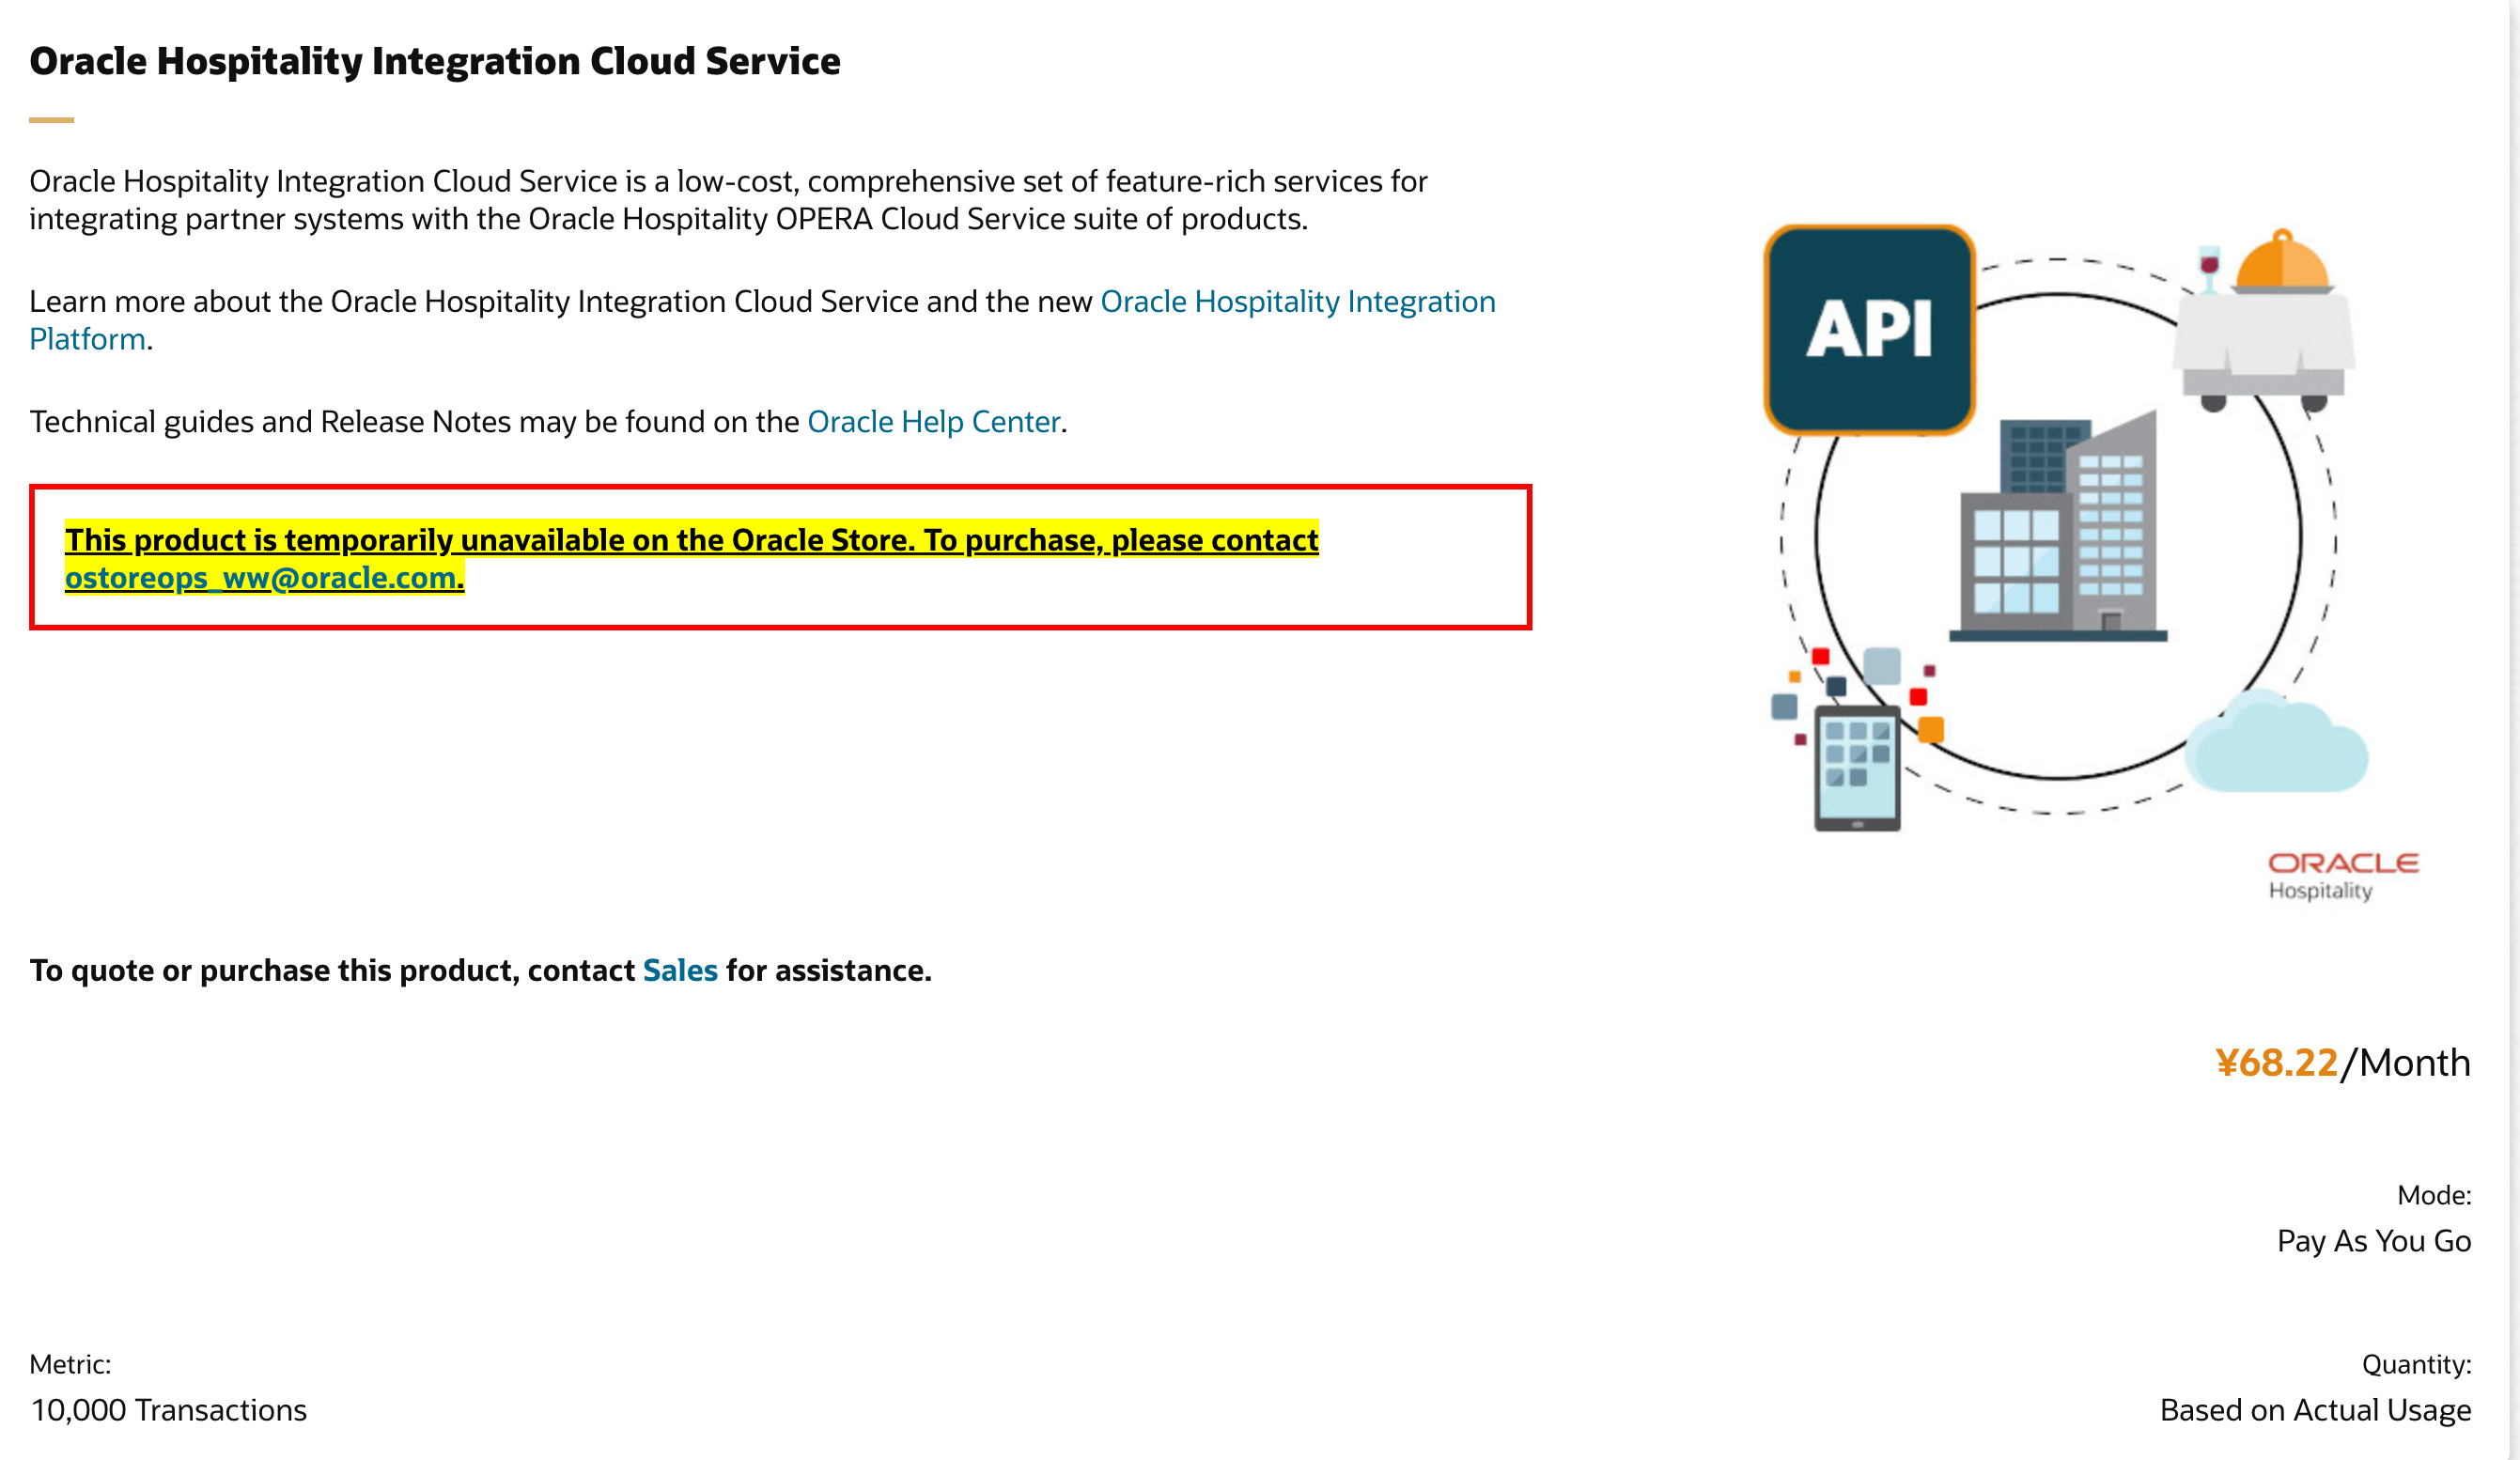 Oracle Hospitality Integration Cloud Service
Oracle Hospitality Integration Cloud Service is a low-cost, comprehensive set of feature-rich services for
integrating partner systems with the Oracle Hospitality OPERA Cloud Service suite of products.
Learn more about the Oracle Hospitality Integration Cloud Service and the new Oracle Hospitality Integration
Platform.
Technical guides and Release Notes may be found on the Oracle Help Center.
This product is temporarily unavailable on the Oracle Store. To purchase, please contact
ostoreops_ww@oracle.com.
API
ORACLE
Hospitality
To quote or purchase this product, contact Sales for assistance.
¥68.22/Month
Mode:
Pay As You Go
Metric:
10,000 Transactions
Quantity:
Based on Actual Usage